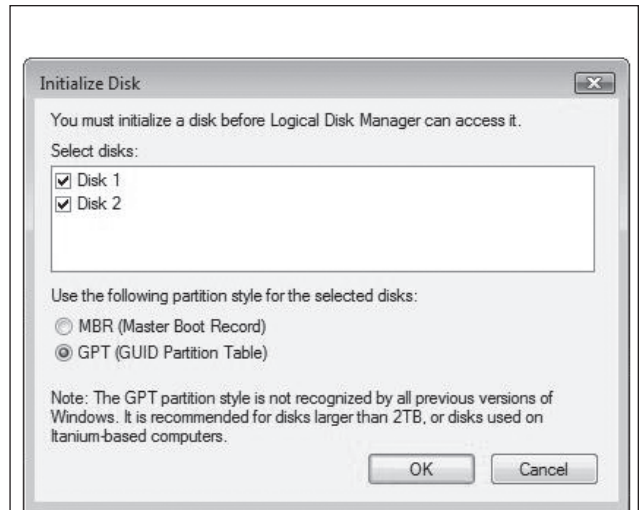 Initialize Disk
You must initialize a disk before Logical Disk Manager can access it.
Select disks:
Disk 1
Disk 2
Use the following partition style for the selected disks:
MBR (Master Boot Record)
GPT (GUID Partition Table)
Note: The GPT partition style is not recognized by all previous versions of
Windows. It is recommended for disks larger than 2TB, or disks used on
Itanium-based computers.
OK Cancel